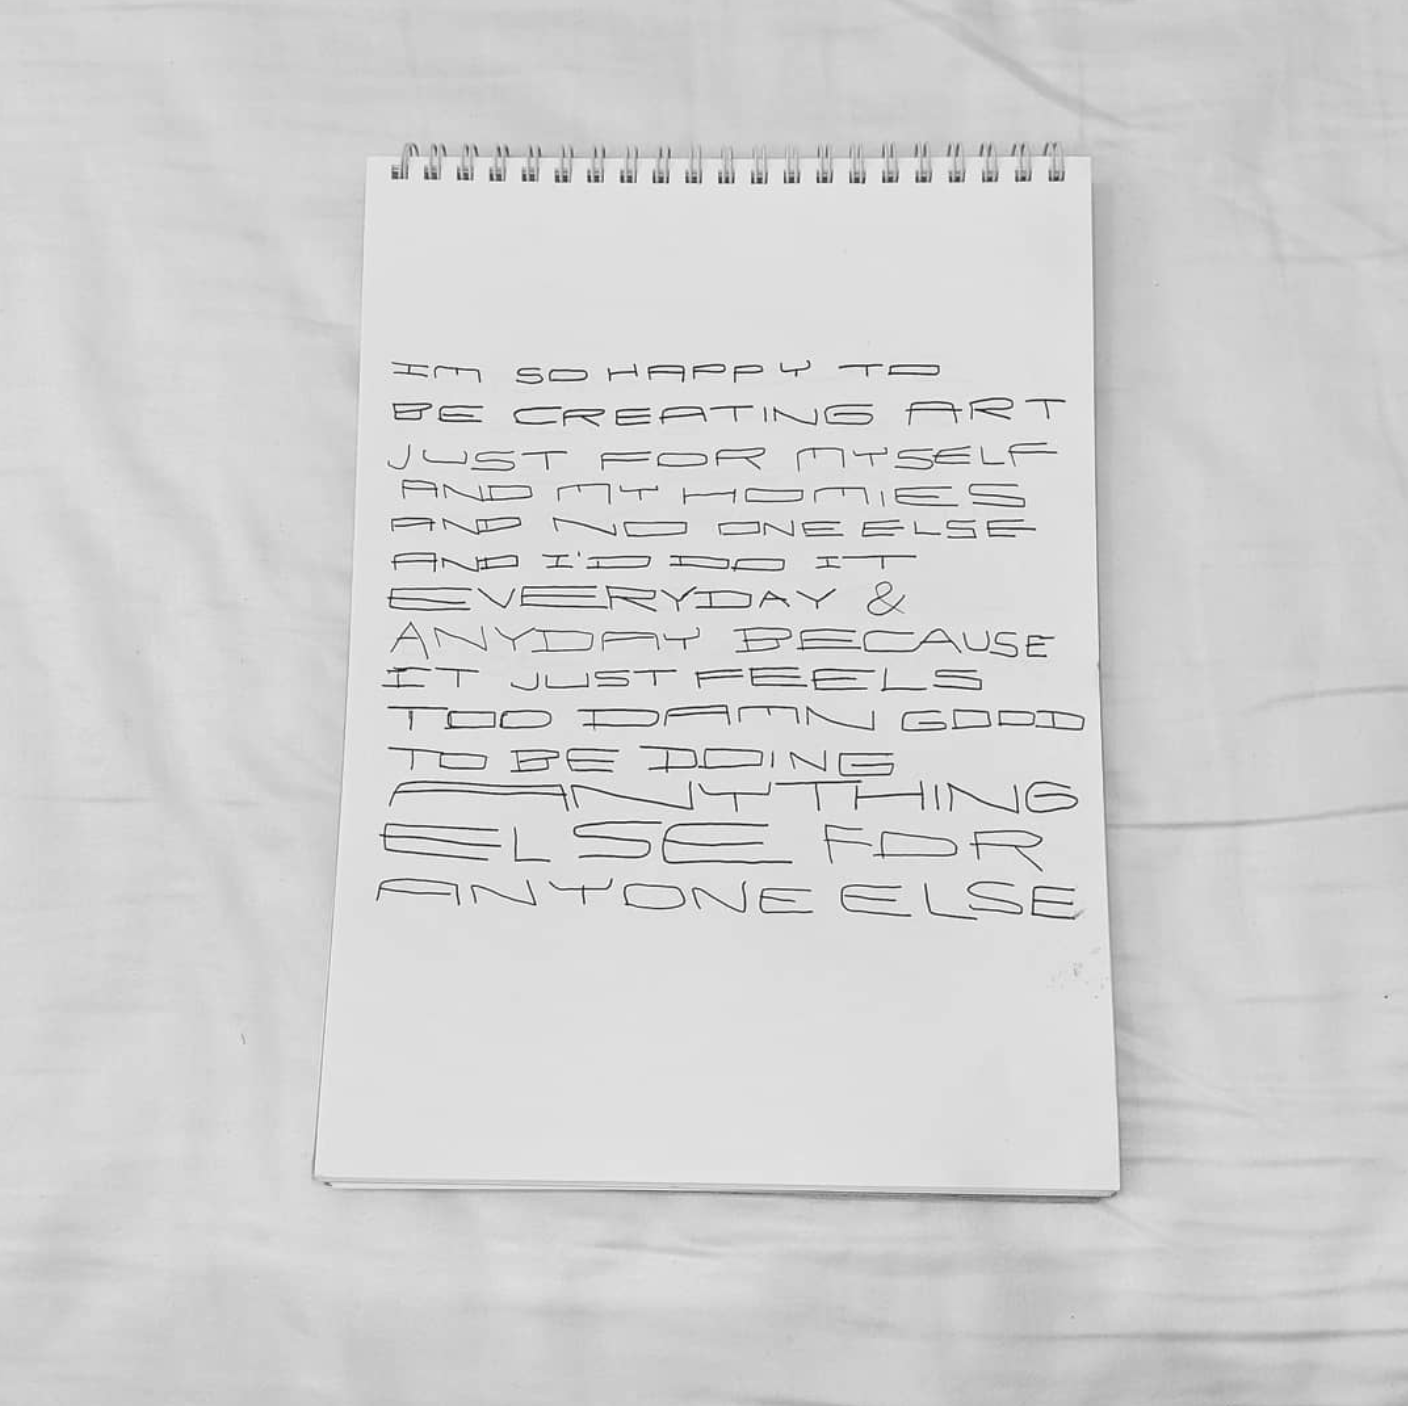 IM SO HAPPY TO
BE CREATING ART
JUST FOR MYSELF
AND MY HOMIES
AND NO ONE ELSE
AND I'D DO IT
EVERYDAY &
ANYDAY BECAUSE
IT JUST FEELS
TOO DAMN GOOD
TO BE DOING
ANYTHING
ELSE FOR
ANYONE ELSE